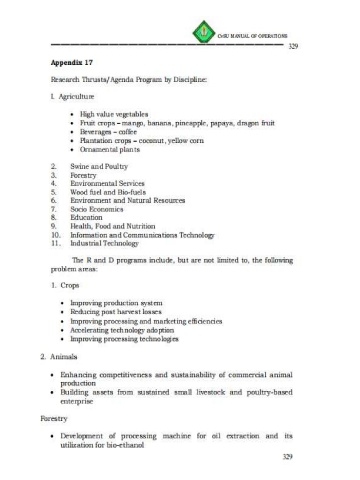 CvSU MANUAL OF OPERATIONS
329
Appendix 17
Research Thrusts/Agenda Program by Discipline:
I. Agriculture
• High value vegetables
• Fruit crops – mango, banana, pineapple, papaya, dragon fruit
• Beverages – coffee
• Plantation crops – coconut, yellow corn
• Ornamental plants
2. Swine and Poultry
3. Forestry
4. Environmental Services
5. Wood fuel and Bio-fuels
6. Environment and Natural Resources
7. Socio Economics
8. Education
9. Health, Food and Nutrition
10. Information and Communications Technology
11. Industrial Technology
The R and D programs include, but are not limited to, the following
problem areas:
1. Crops
• Improving production system
• Reducing post harvest losses
• Improving processing and marketing efficiencies
• Accelerating technology adoption
• Improving processing technologies
2. Animals
• Enhancing competitiveness and sustainability of commercial animal
production
• Building assets from sustained small livestock and poultry-based
enterprise
Forestry
• Development of processing machine for oil extraction and its
utilization for bio-ethanol
329